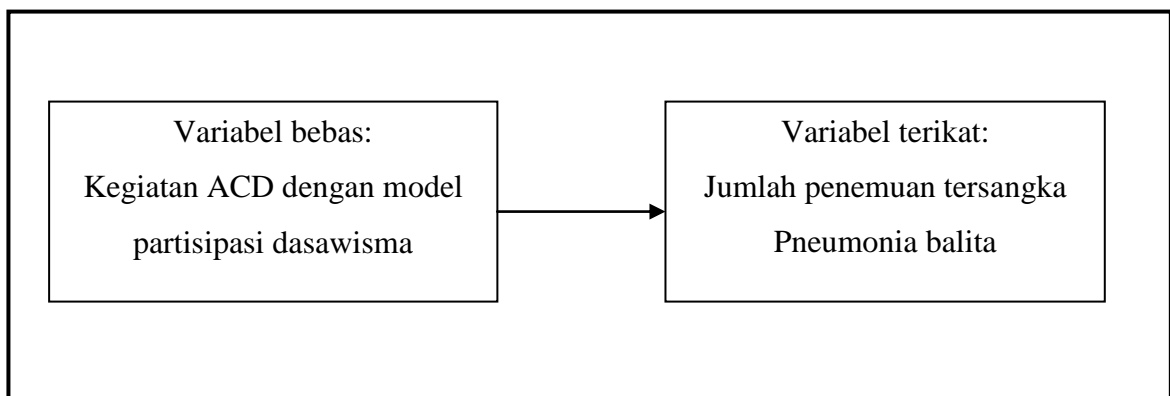 Variabel bebas:
Kegiatan ACD dengan model
partisipasi dasawisma
Variabel terikat:
Jumlah penemuan tersangka
Pneumonia balita